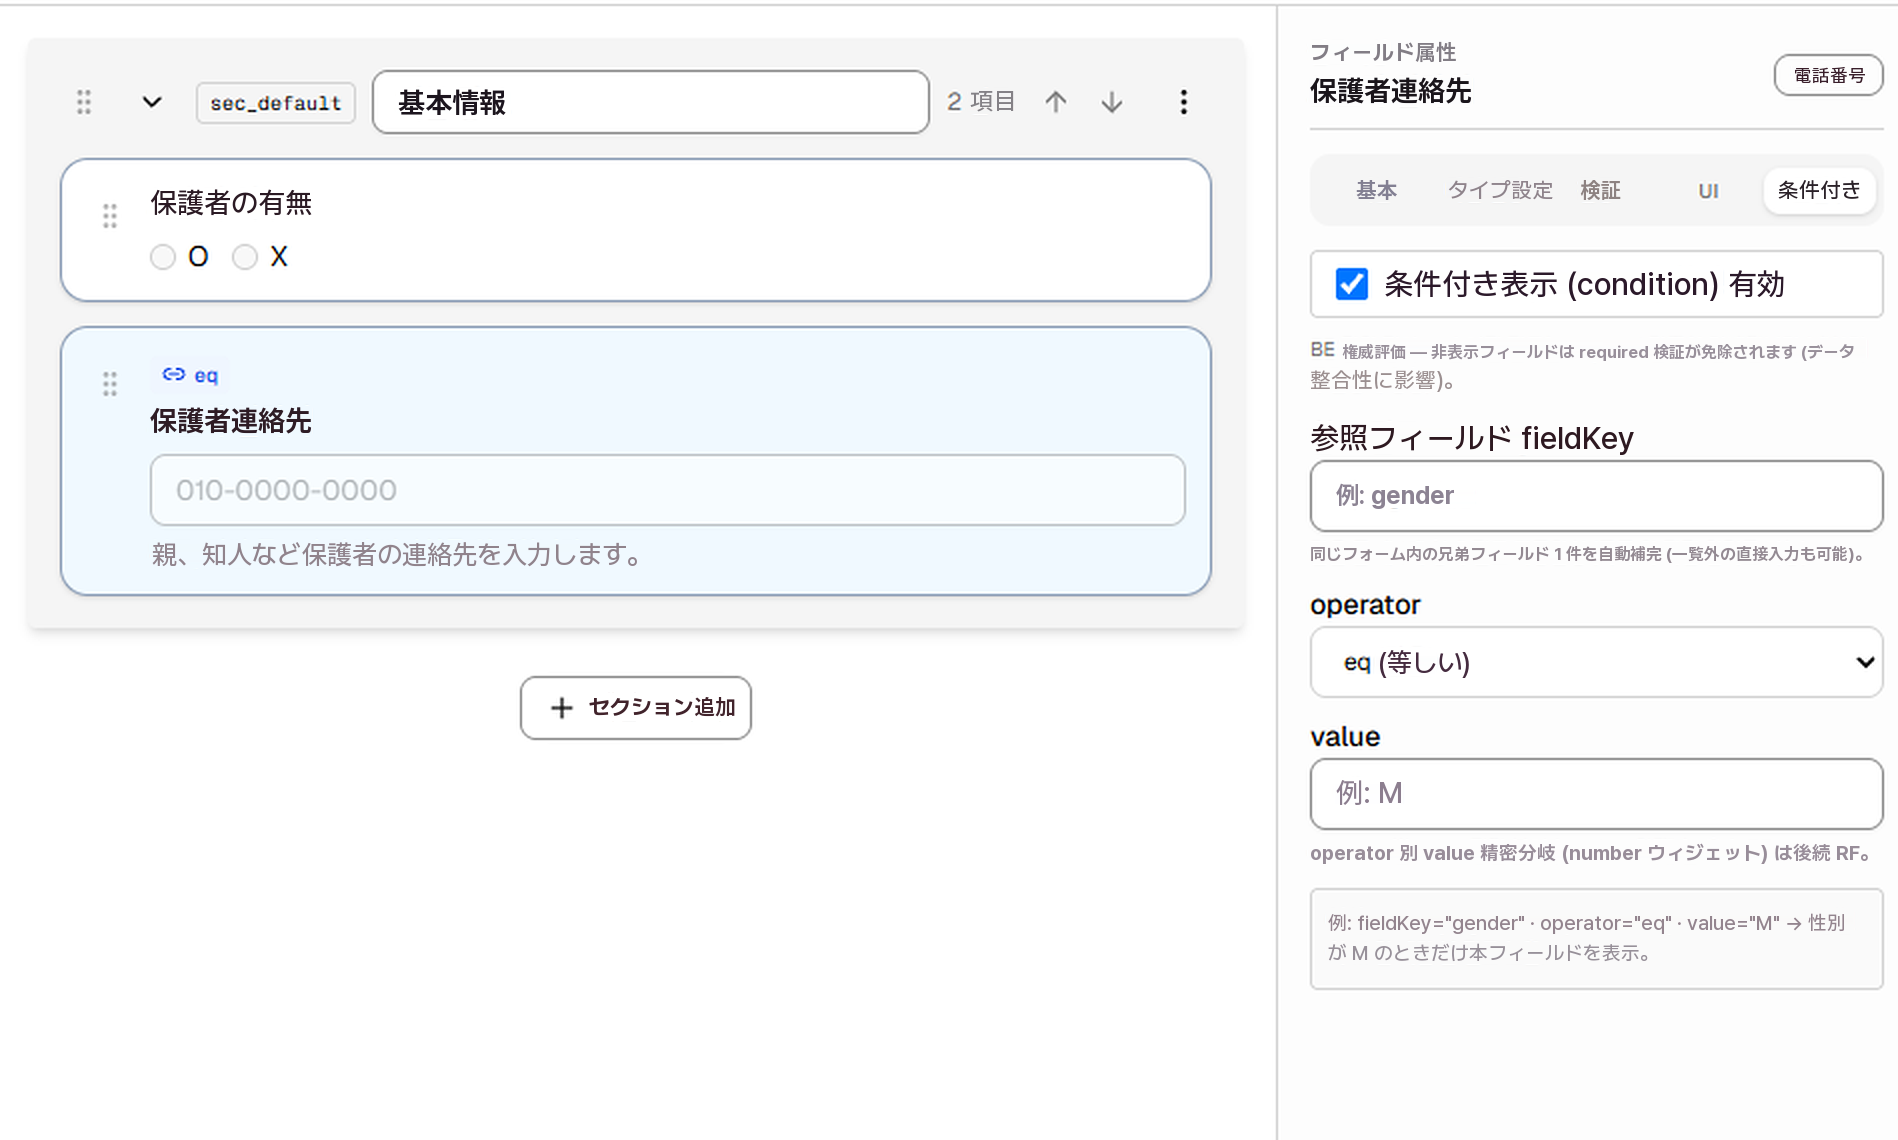 sec_default 基本情報 2 項目
保護者の有無
O X
eq
保護者連絡先
010-0000-0000
親、知人など保護者の連絡先を入力します。
セクション追加
フィールド属性
保護者連絡先
電話番号
基本 タイプ設定 検証 UI 条件付き
条件付き表示 (condition) 有効
BE 権威評価 — 非表示フィールドは required 検証が免除されます (データ
整合性に影響)。
参照フィールド fieldKey
例: gender
同じフォーム内の兄弟フィールド 1 件を自動補完 (一覧外の直接入力も可能)。
operator
eq (等しい)
value
例: M
operator 別 value 精密分岐 (number ウィジェット) は後続 RF。
例: fieldKey="gender" · operator="eq" · value="M" → 性別
が M のときだけ本フィールドを表示。